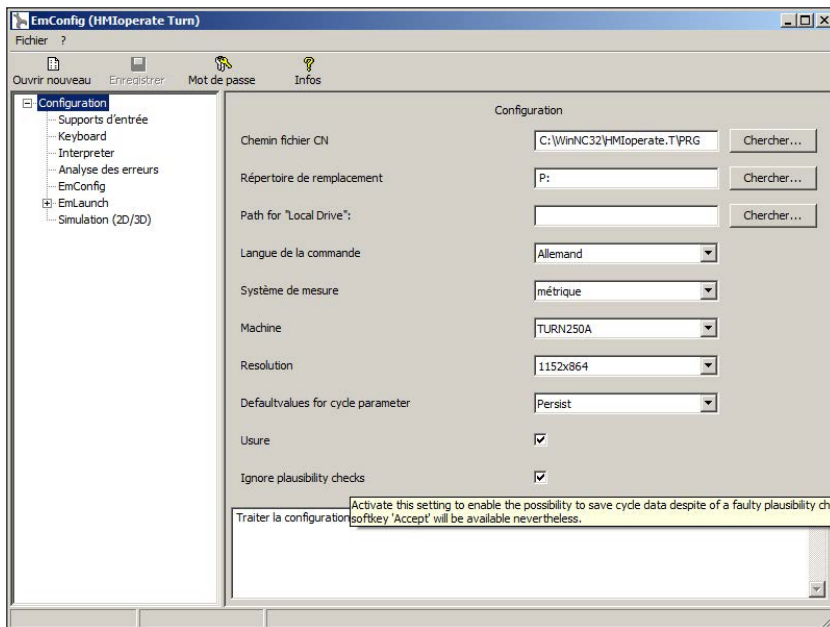 EmConfig (HMIoperate Turn)
Fichier ?
Ouvrir nouveau Enregistrer Mot de passe Infos
Configuration
Supports d'entrée
Keyboard
Interpreter
Analyse des erreurs
EmConfig
EmLaunch
Simulation (2D/3D)
Configuration
Chemin fichier CN C:\WinNC32\HMIoperate.T\PRG Chercher...
Répertoire de remplacement P: Chercher...
Path for "Local Drive": Chercher...
Langue de la commande Allemand
Système de mesure métrique
Machine TURN250A
Resolution 1152x864
Defaultvalues for cycle parameter Persist
Usure
Ignore plausibility checks
Activate this setting to enable the possibility to save cycle data despite of a faulty plausibility ch
softkey 'Accept' will be available nevertheless.
Traiter la configuration